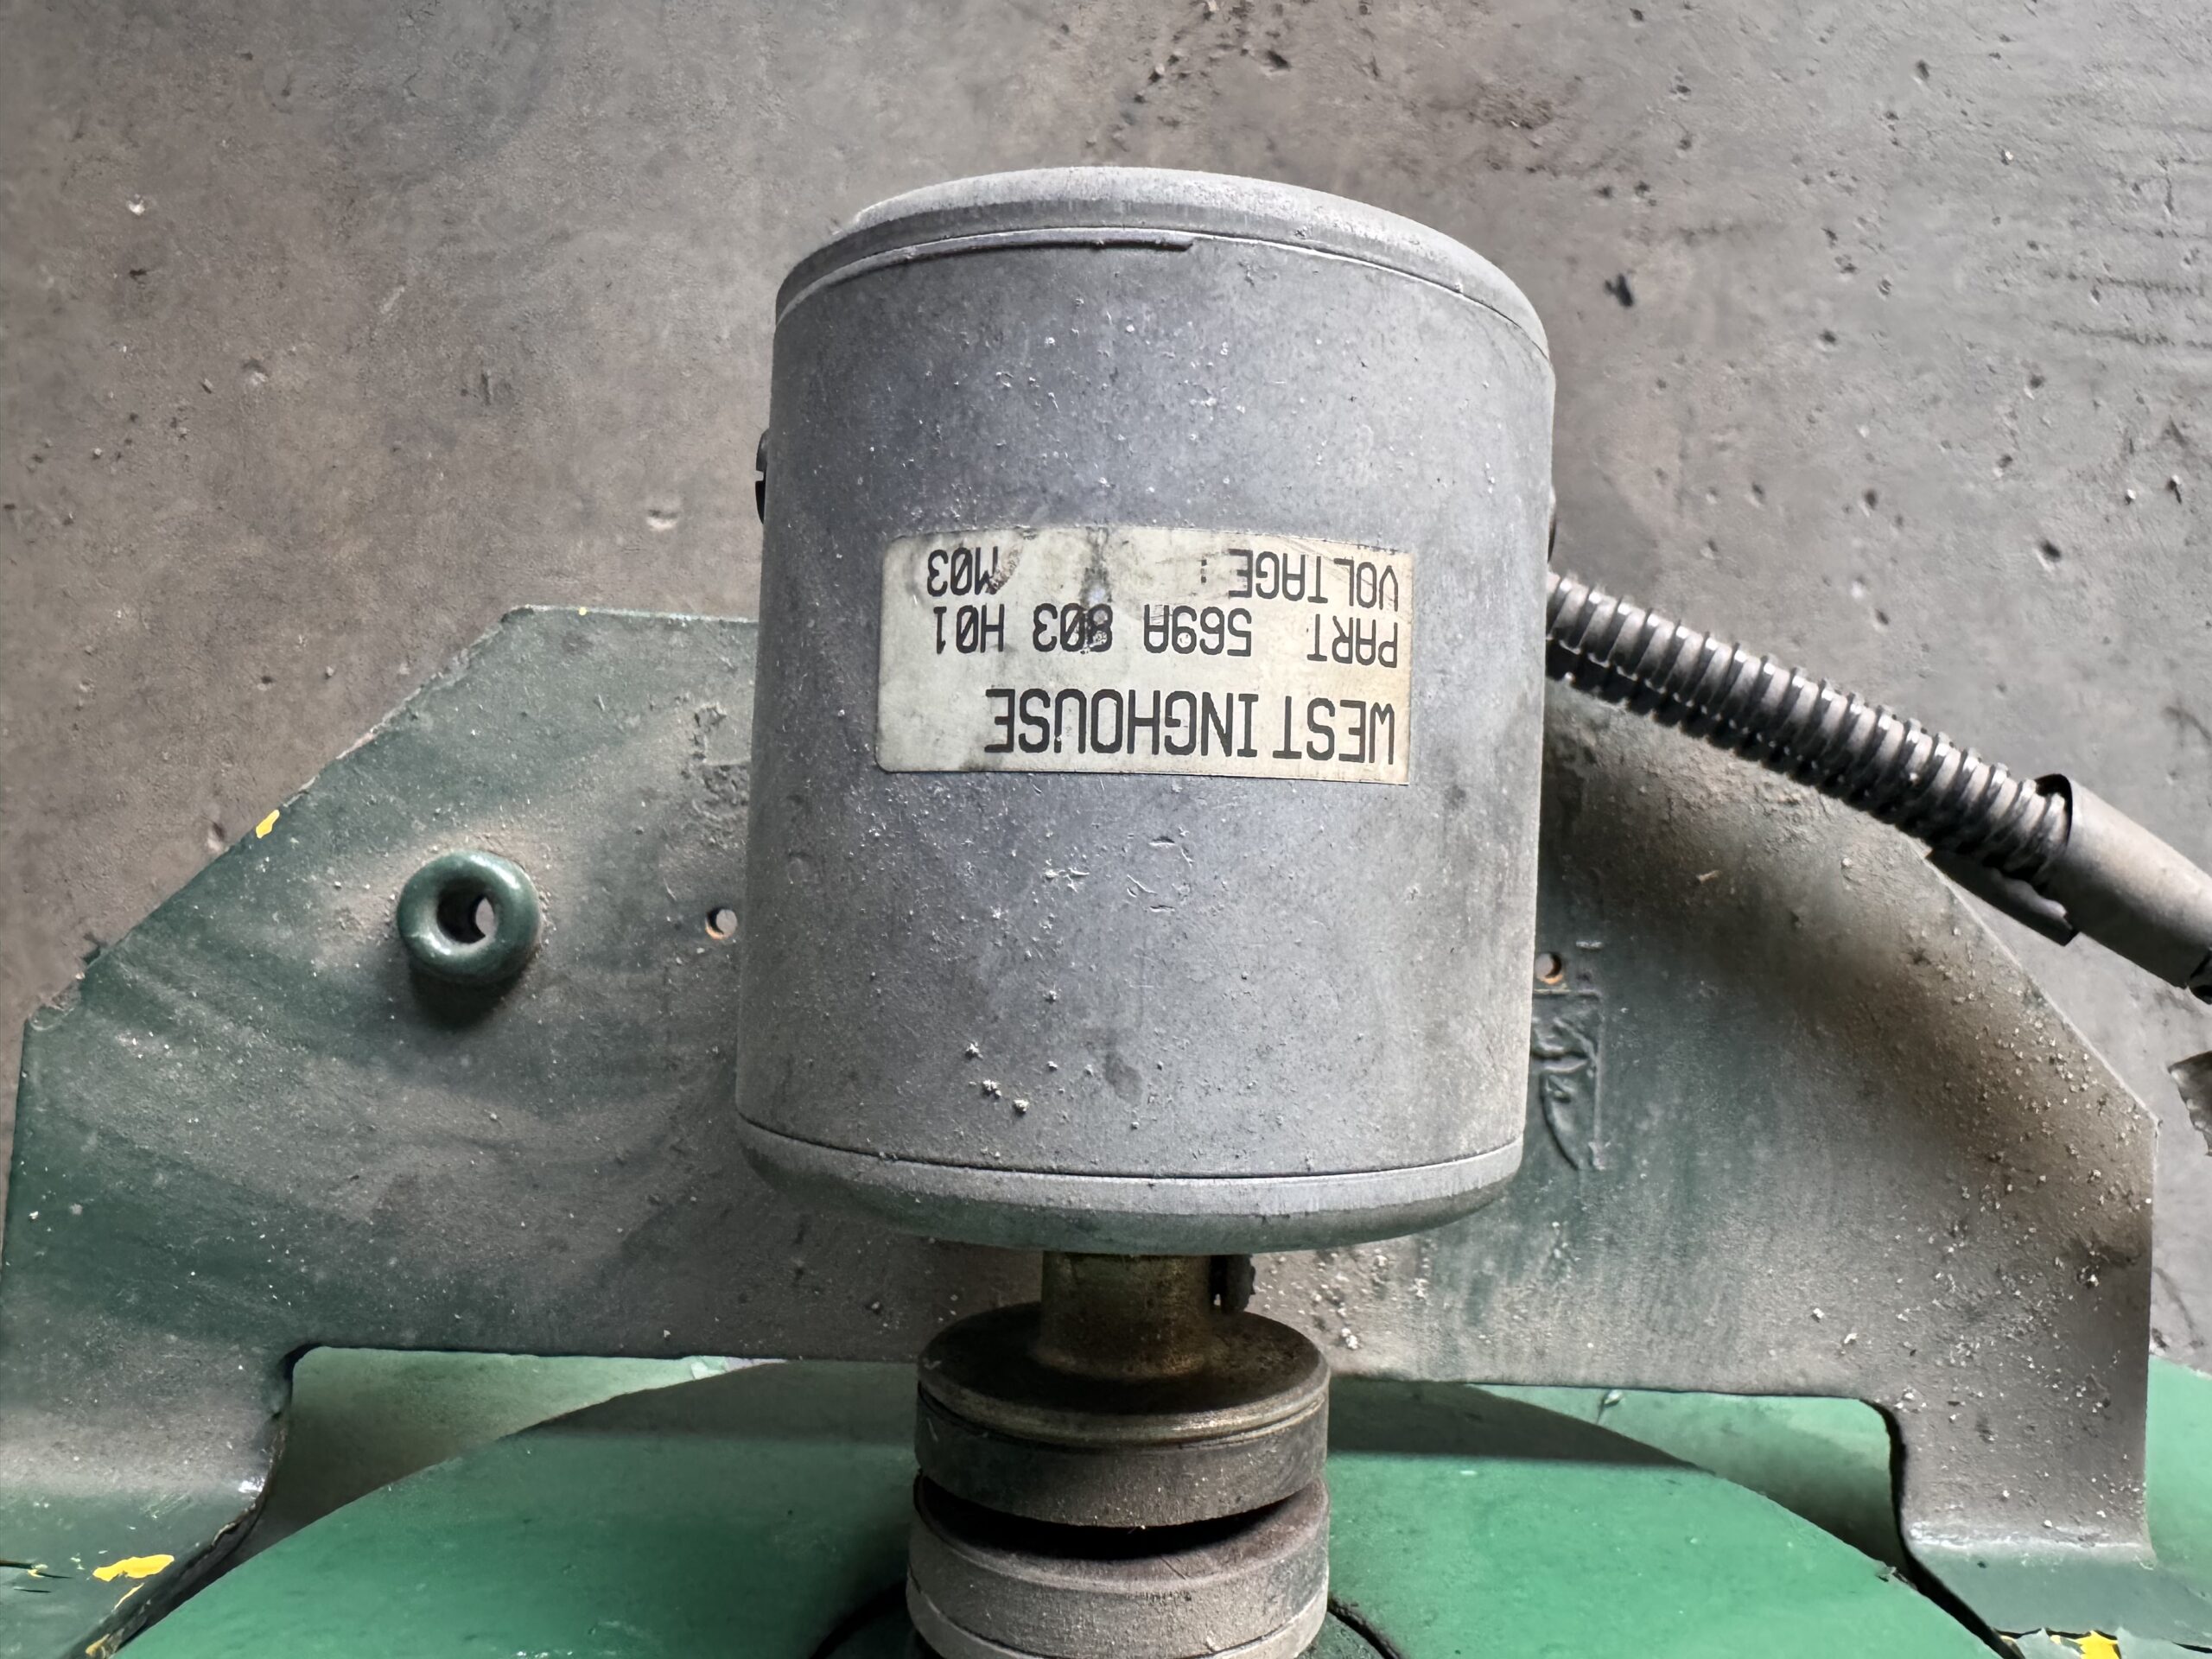 WESTINGHOUSE
PART 569A 803 H01
VOLTAGE: M03